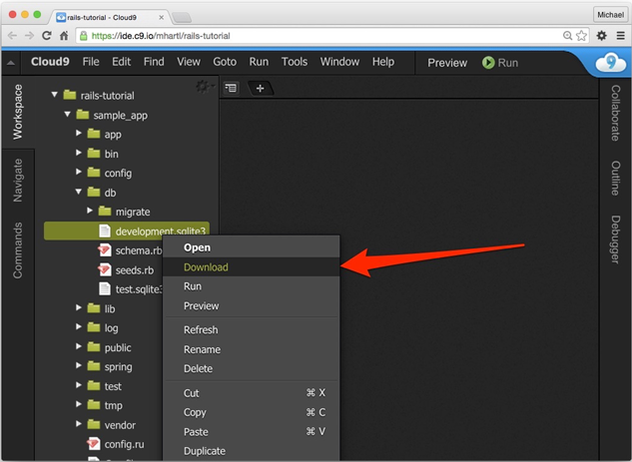 rails-tutorial - Cloud9
Michael
https://ide.c9.io/mhartl/rails-tutorial
Cloud9 File Edit Find View Goto Run Tools Window Help Preview Run
Workspace
Navigate
Commands
rails-tutorial
sample_app
app
bin
config
db
migrate
development.sqlite3
schema.rb
seeds.rb
test.sqlite3
lib
log
public
spring
test
tmp
vendor
config.ru
Open
Download
Run
Preview
Refresh
Rename
Delete
Cut ⌘ X
Copy ⌘ C
Paste ⌘ V
Duplicate
Collaborate
Outline
Debugger